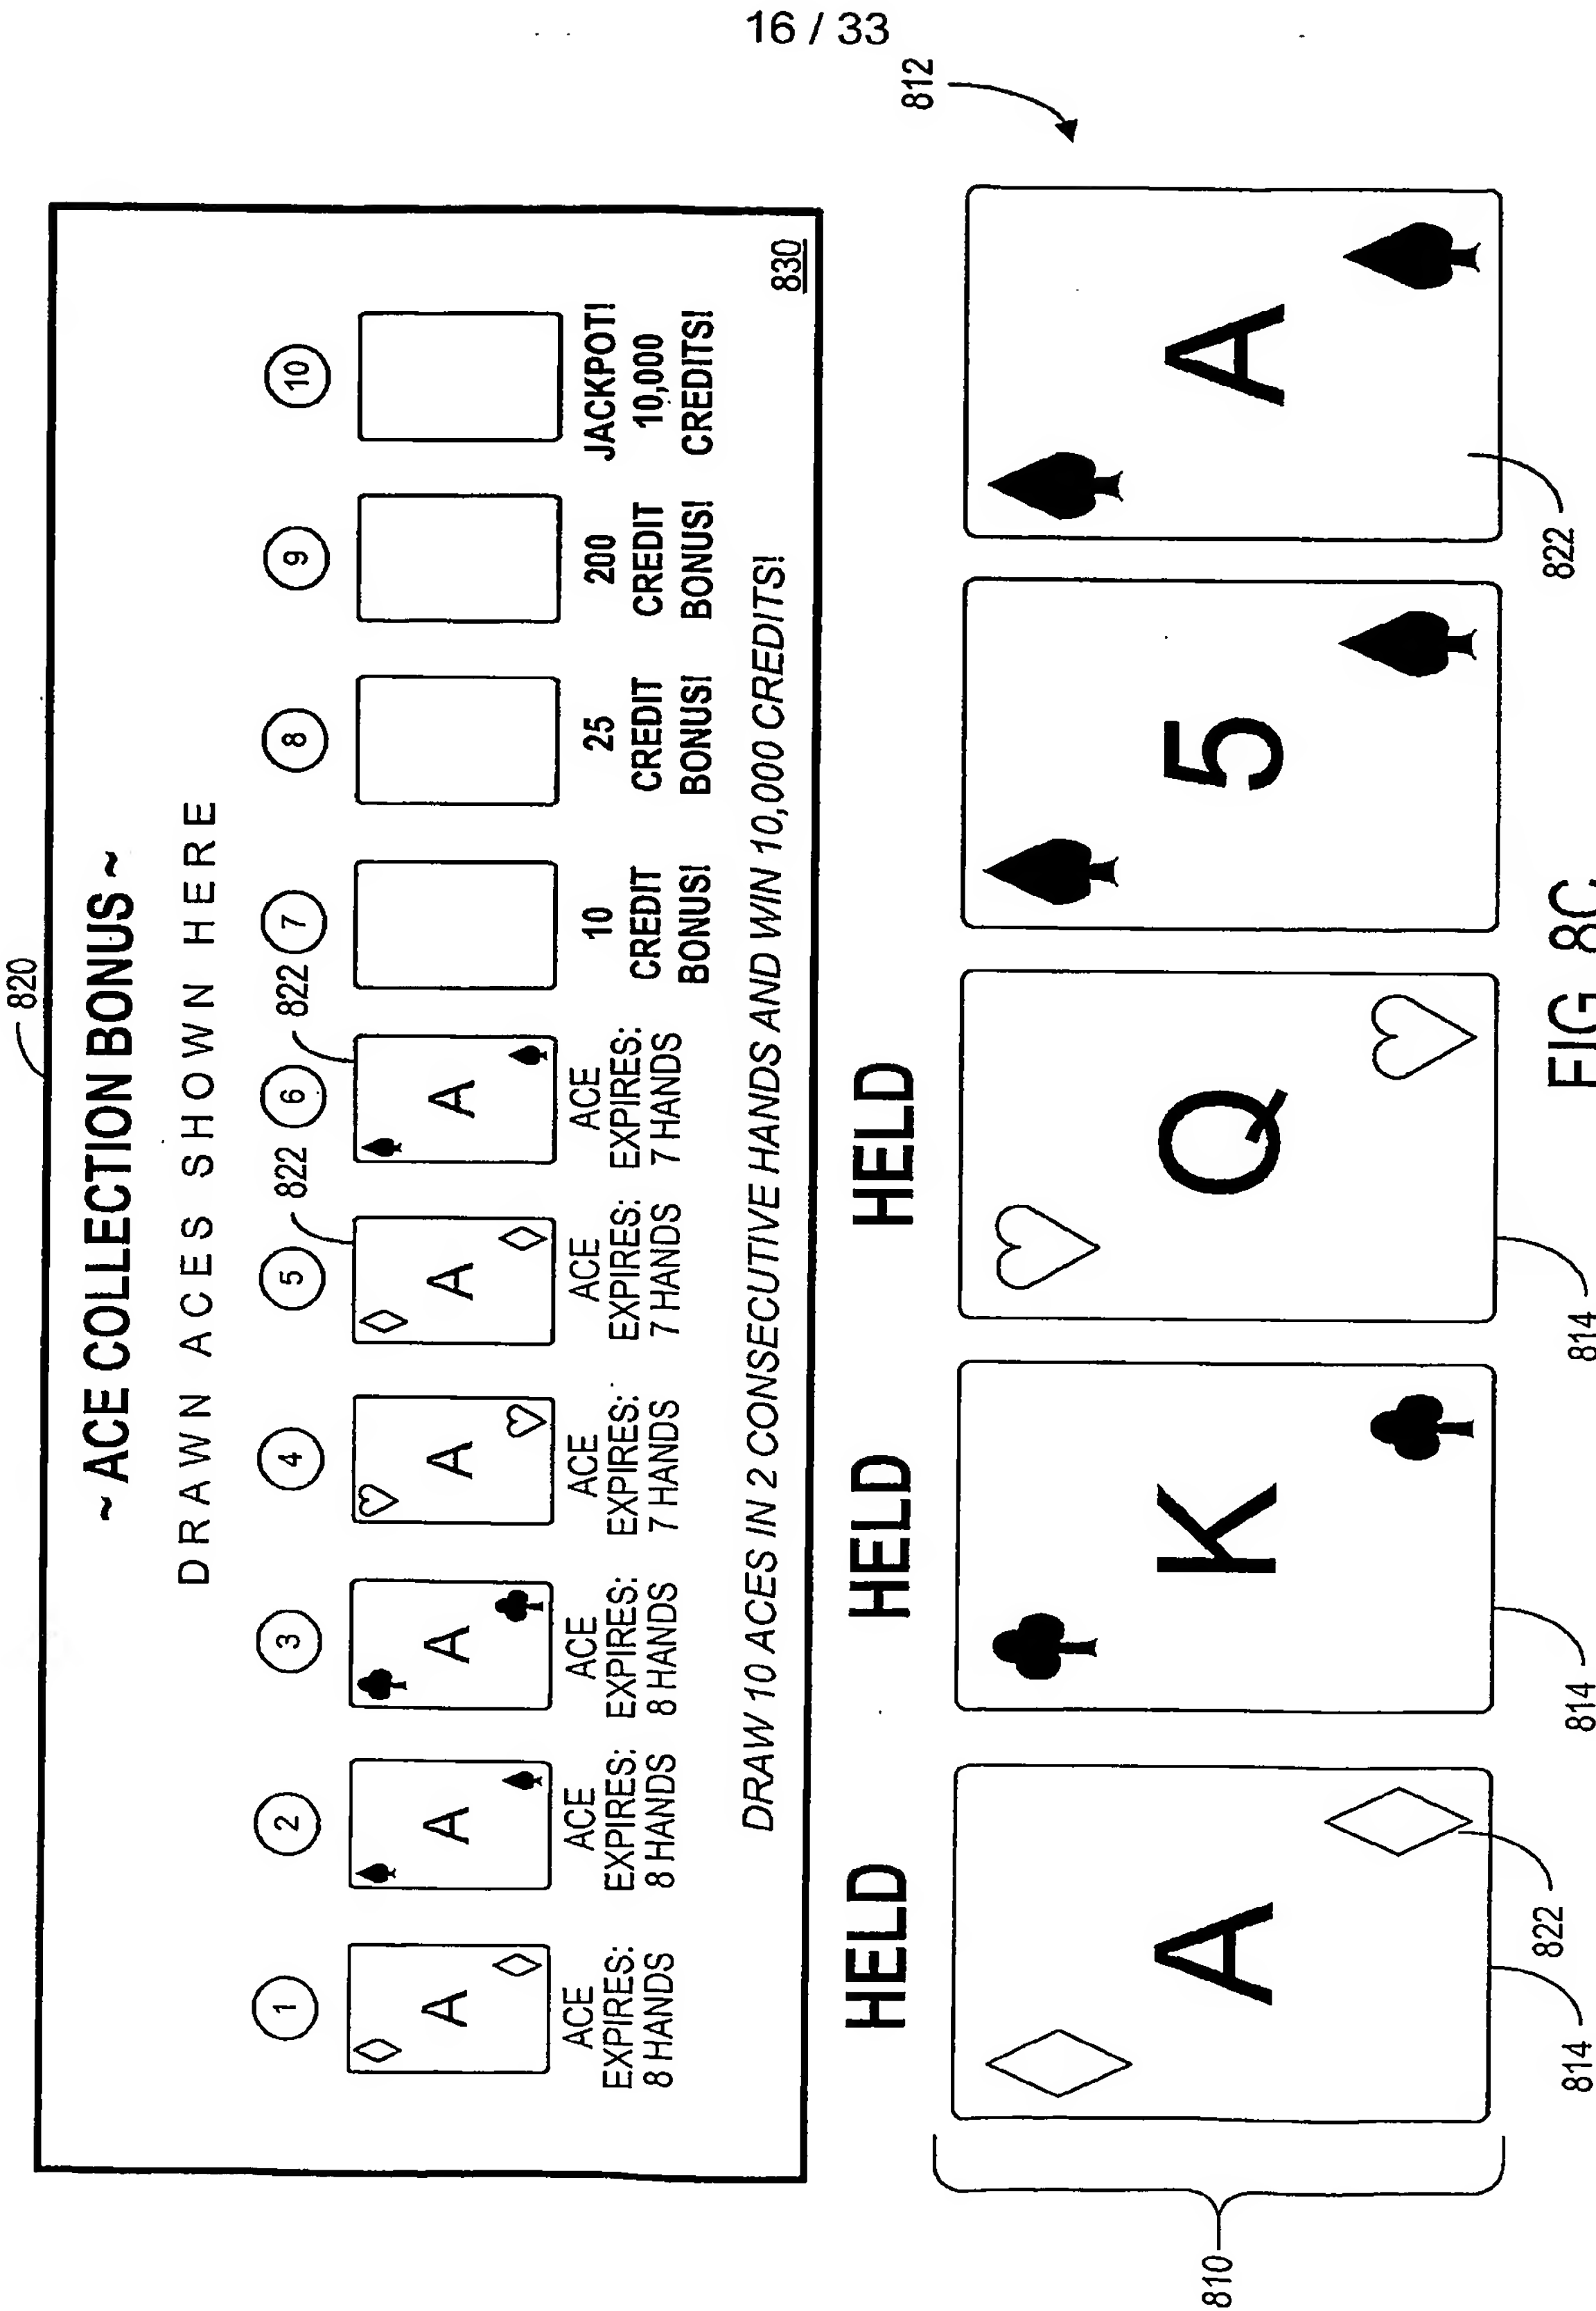 16 / 33
820
~ ACE COLLECTION BONUS ~
DRAWN ACES SHOWN HERE
1 2 3 4 5 6 7 8 9 10
822 822
A A A A A A
ACE EXPIRES: 8 HANDS
ACE EXPIRES: 8 HANDS
ACE EXPIRES: 8 HANDS
ACE EXPIRES: 7 HANDS
ACE EXPIRES: 7 HANDS
ACE EXPIRES: 7 HANDS
10 CREDIT BONUS!
25 CREDIT BONUS!
200 CREDIT BONUS!
JACKPOT! 10,000 CREDITS!
DRAW 10 ACES IN 2 CONSECUTIVE HANDS AND WIN 10,000 CREDITS!
830
812
HELD HELD HELD
810
A K Q 5 A
814 822 814 814 822
FIG 8C